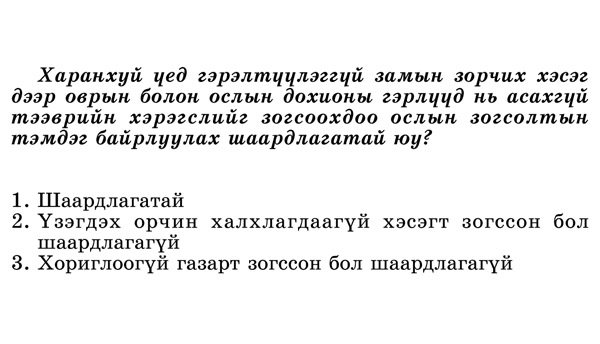 Харанхуй үед гэрэлтүүлэггүй замын зорчих хэсэг
дээр оврын болон ослын дохионы гэрлүүд нь асахгүй
тээврийн хэрэгслийг зогсоохдоо ослын зогсолтын
тэмдэг байрлуулах шаардлагатай юу?
1. Шаардлагатай
2. Үзэгдэх орчин халхлагдаагүй хэсэгт зогссон бол
шаардлагагүй
3. Хориглоогүй газарт зогссон бол шаардлагагүй